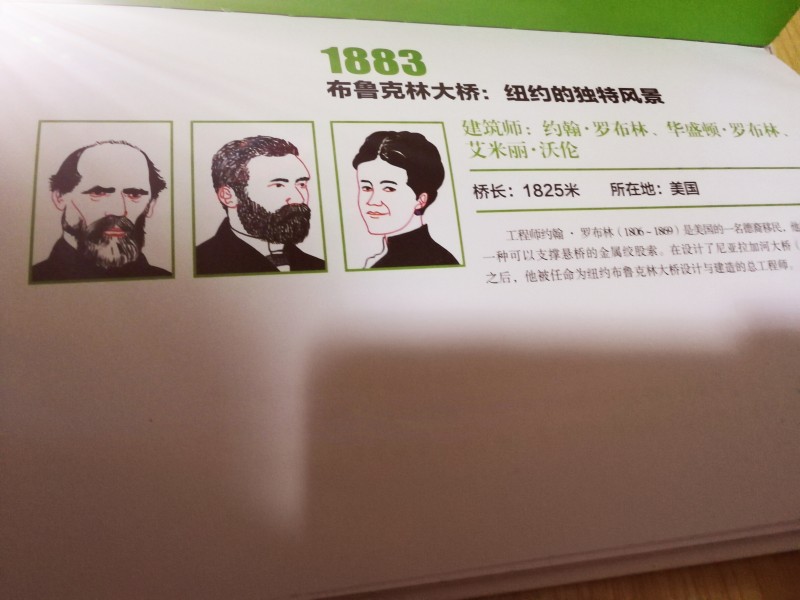 1883
布鲁克林大桥：纽约的独特风景
建筑师：约翰·罗布林、华盛顿·罗布林、
艾米丽·沃伦
桥长：1825米 所在地：美国
工程师约翰·罗布林（1806-1869）是美国的一名德裔移民，他
一种可以支撑悬桥的金属绞股索。在设计了尼亚拉加河大桥（
之后，他被任命为纽约布鲁克林大桥设计与建造的总工程师。